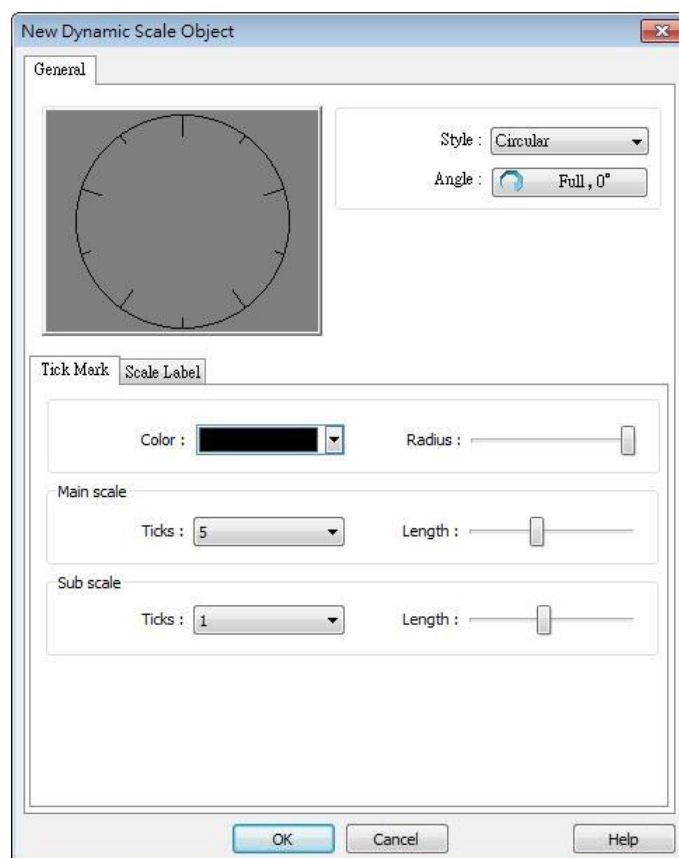 New Dynamic Scale Object
General
Style : Circular
Angle : Full , 0°
Tick Mark Scale Label
Color : Radius :
Main scale
Ticks : 5 Length :
Sub scale
Ticks : 1 Length :
OK Cancel Help